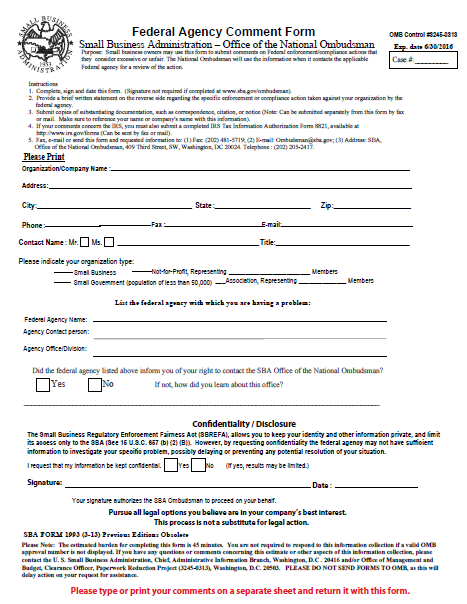 SMALL BUSINESS ADMINISTRATION
1953
Federal Agency Comment Form
OMB Control #3245-0313
Small Business Administration – Office of the National Ombudsman
Exp. date 6/30/2016
Purpose: Small business owners may use this form to submit comments on Federal enforcement/compliance actions that
they consider excessive or unfair. The National Ombudsman will use the information when it contacts the applicable
Federal agency for a review of the action.
Case #:
Instructions
1. Complete, sign and date this form. (Signature not required if completed at www.sba.gov/ombudsman).
2. Provide a brief written statement on the reverse side regarding the specific enforcement or compliance action taken against your organization by the
federal agency.
3. Submit copies of substantiating documentation, such as correspondence, citation, or notice (Note: Can be submitted separately from this form by fax
or mail. Make sure to reference your name or company's name with this information).
4. If your comments concern the IRS, you must also submit a completed IRS Tax Information Authorization Form 8821, available at
http://www.irs.gov/forms (Can be sent by fax or mail).
5. Fax, e-mail or send this form and requested information to: (1) Fax: (202) 481-5719; (2) E-mail: Ombudsman@sba.gov; (3) Address: SBA,
Office of the National Ombudsman, 409 Third Street, SW, Washington, DC 20024. Telephone : (202) 205-2417.
Please Print
Organization/Company Name :
Address:
City: State: Zip:
Phone : Fax : E-mail:
Contact Name : Mr. Ms. Title:
Please indicate your organization type:
Small Business Not-for-Profit, Representing Members
Small Government (population of less than 50,000) Association, Representing Members
List the federal agency with which you are having a problem:
Federal Agency Name:
Agency Contact person:
Agency Office/Division:
Did the federal agency listed above inform you of your right to contact the SBA Office of the National Ombudsman?
Yes No If not, how did you learn about this office?
Confidentiality / Disclosure
The Small Business Regulatory Enforcement Fairness Act (SBREFA), allows you to keep your identity and other information private, and limit
its access only to the SBA (See 15 U.S.C. 657 (b) (2) (B)). However, by requesting confidentiality the federal agency may not have sufficient
information to investigate your specific problem, possibly delaying or preventing any potential resolution of your situation.
I request that my information be kept confidential. Yes No (If yes, results may be limited.)
Signature: Date :
Your signature authorizes the SBA Ombudsman to proceed on your behalf.
Pursue all legal options you believe are in your company's best interest.
This process is not a substitute for legal action.
SBA FORM 1993 (3-13) Previous Editions Obsolete
Please Note: The estimated burden for completing this form is 45 minutes. You are not required to respond to this information collection if a valid OMB
approval number is not displayed. If you have any questions or comments concerning this estimate or other aspects of this information collection, please
contact the U. S. Small Business Administration, Chief, Administrative Information Branch, Washington, D.C . 20416 and/or Office of Management and
Budget, Clearance Officer, Paperwork Reduction Project (3245-0313), Washington, D.C. 20503. PLEASE DO NOT SEND FORMS TO OMB, as this will
delay action on your request for assistance.
Please type or print your comments on a separate sheet and return it with this form.